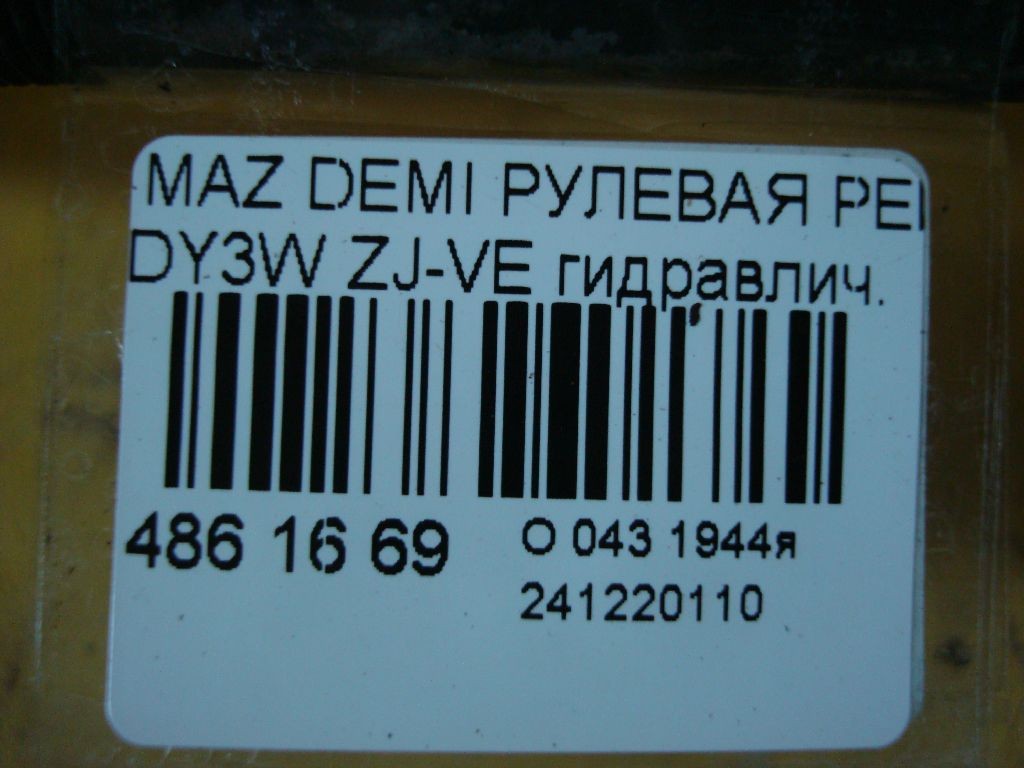 MAZ DEMI РУЛЕВАЯ РЕ
DY3W ZJ-VE гидравлич.
486 16 69
О 043 1944я
241220110